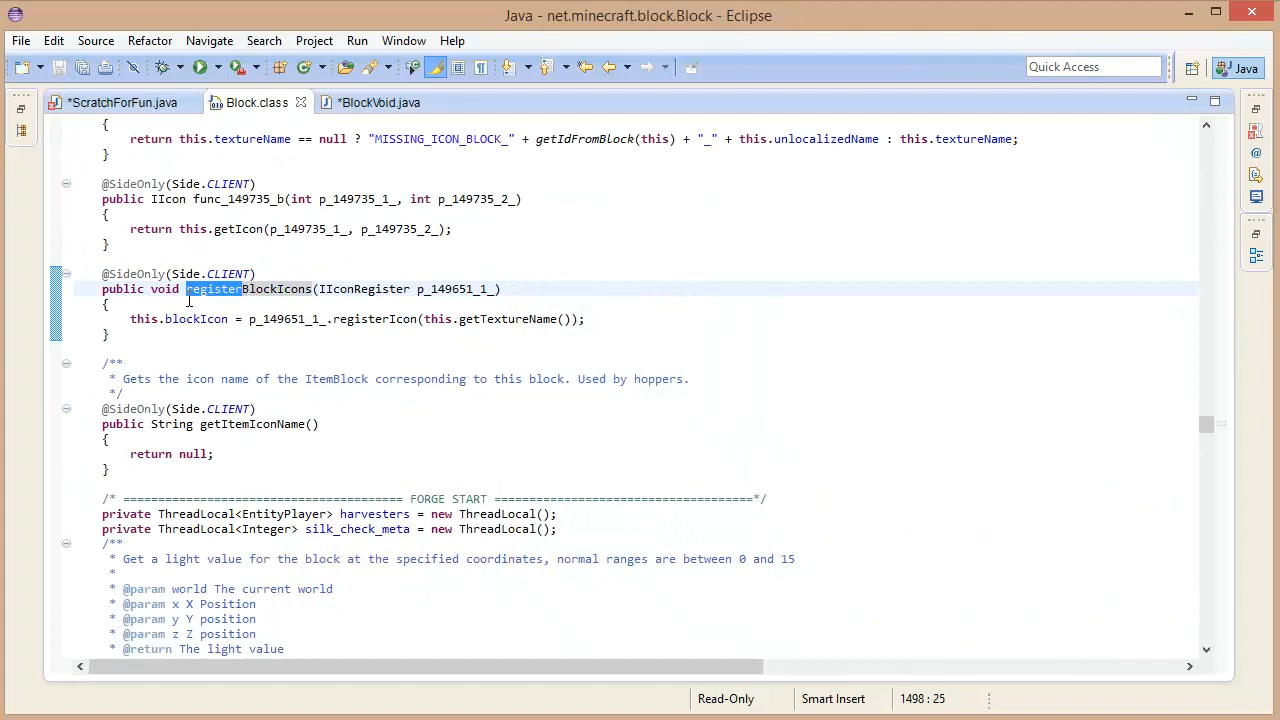 Java - net.minecraft.block.Block - Eclipse
File Edit Source Refactor Navigate Search Project Run Window Help
Quick Access
Java
*ScratchForFun.java
Block.class
*BlockVoid.java
{
return this.textureName == null ? "MISSING_ICON_BLOCK_" + getIdFromBlock(this) + "_" + this.unlocalizedName : this.textureName;
}
@SideOnly(Side.CLIENT)
public IIcon func_149735_b(int p_149735_1_, int p_149735_2_)
{
return this.getIcon(p_149735_1_, p_149735_2_);
}
@SideOnly(Side.CLIENT)
public void registerBlockIcons(IIconRegister p_149651_1_)
{
this.blockIcon = p_149651_1_.registerIcon(this.getTextureName());
}
/**
* Gets the icon name of the ItemBlock corresponding to this block. Used by hoppers.
*/
@SideOnly(Side.CLIENT)
public String getItemIconName()
{
return null;
}
/* ======================================== FORGE START =====================================*/
private ThreadLocal<EntityPlayer> harvesters = new ThreadLocal();
private ThreadLocal<Integer> silk_check_meta = new ThreadLocal();
/**
* Get a light value for the block at the specified coordinates, normal ranges are between 0 and 15
*
* @param world The current world
* @param x X Position
* @param y Y position
* @param z Z position
* @return The light value
Read-Only
Smart Insert
1498 : 25